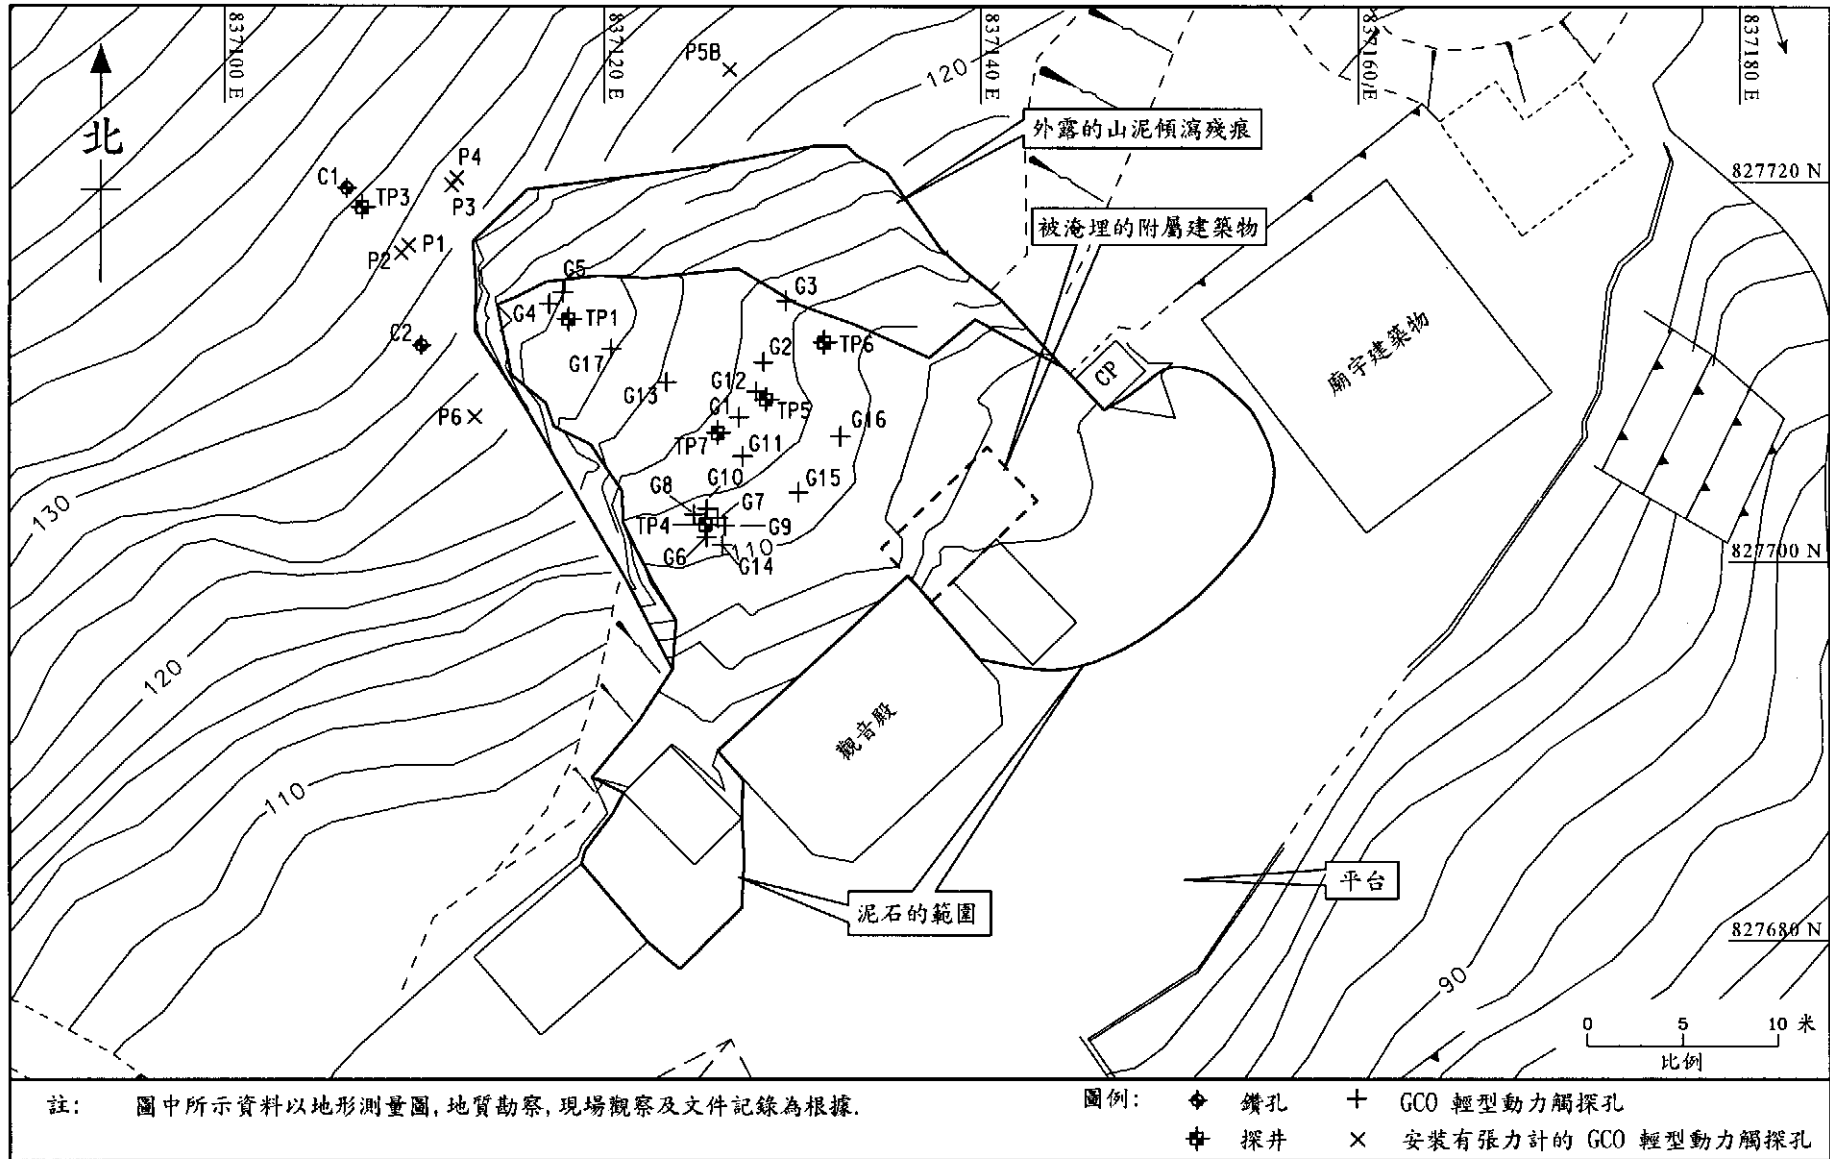 837100 E
837120 E
837140 E
837160/E
837180 E
P5B
120
北
外露的山泥傾瀉殘痕
P4
C1
TP3
P3
827720 N
被淹埋的附屬建築物
P1
P2
G5
G3
G4
TP1
C2
TP6
G17
G2
廟宇建築物
G12
CP
G13
G1
TP5
P6
G16
TP7
G11
G10
G15
G8
G7
130
TP4
G9
110
G6
G14
827700 N
120
觀音殿
110
平台
泥石的範圍
827680 N
90
0 5 10 米
比例
註: 圖中所示資料以地形測量圖,地質勘察,現場觀察及文件記錄為根據.
圖例: 鑽孔 GCO 輕型動力觸探孔
探井 安裝有張力計的 GCO 輕型動力觸探孔